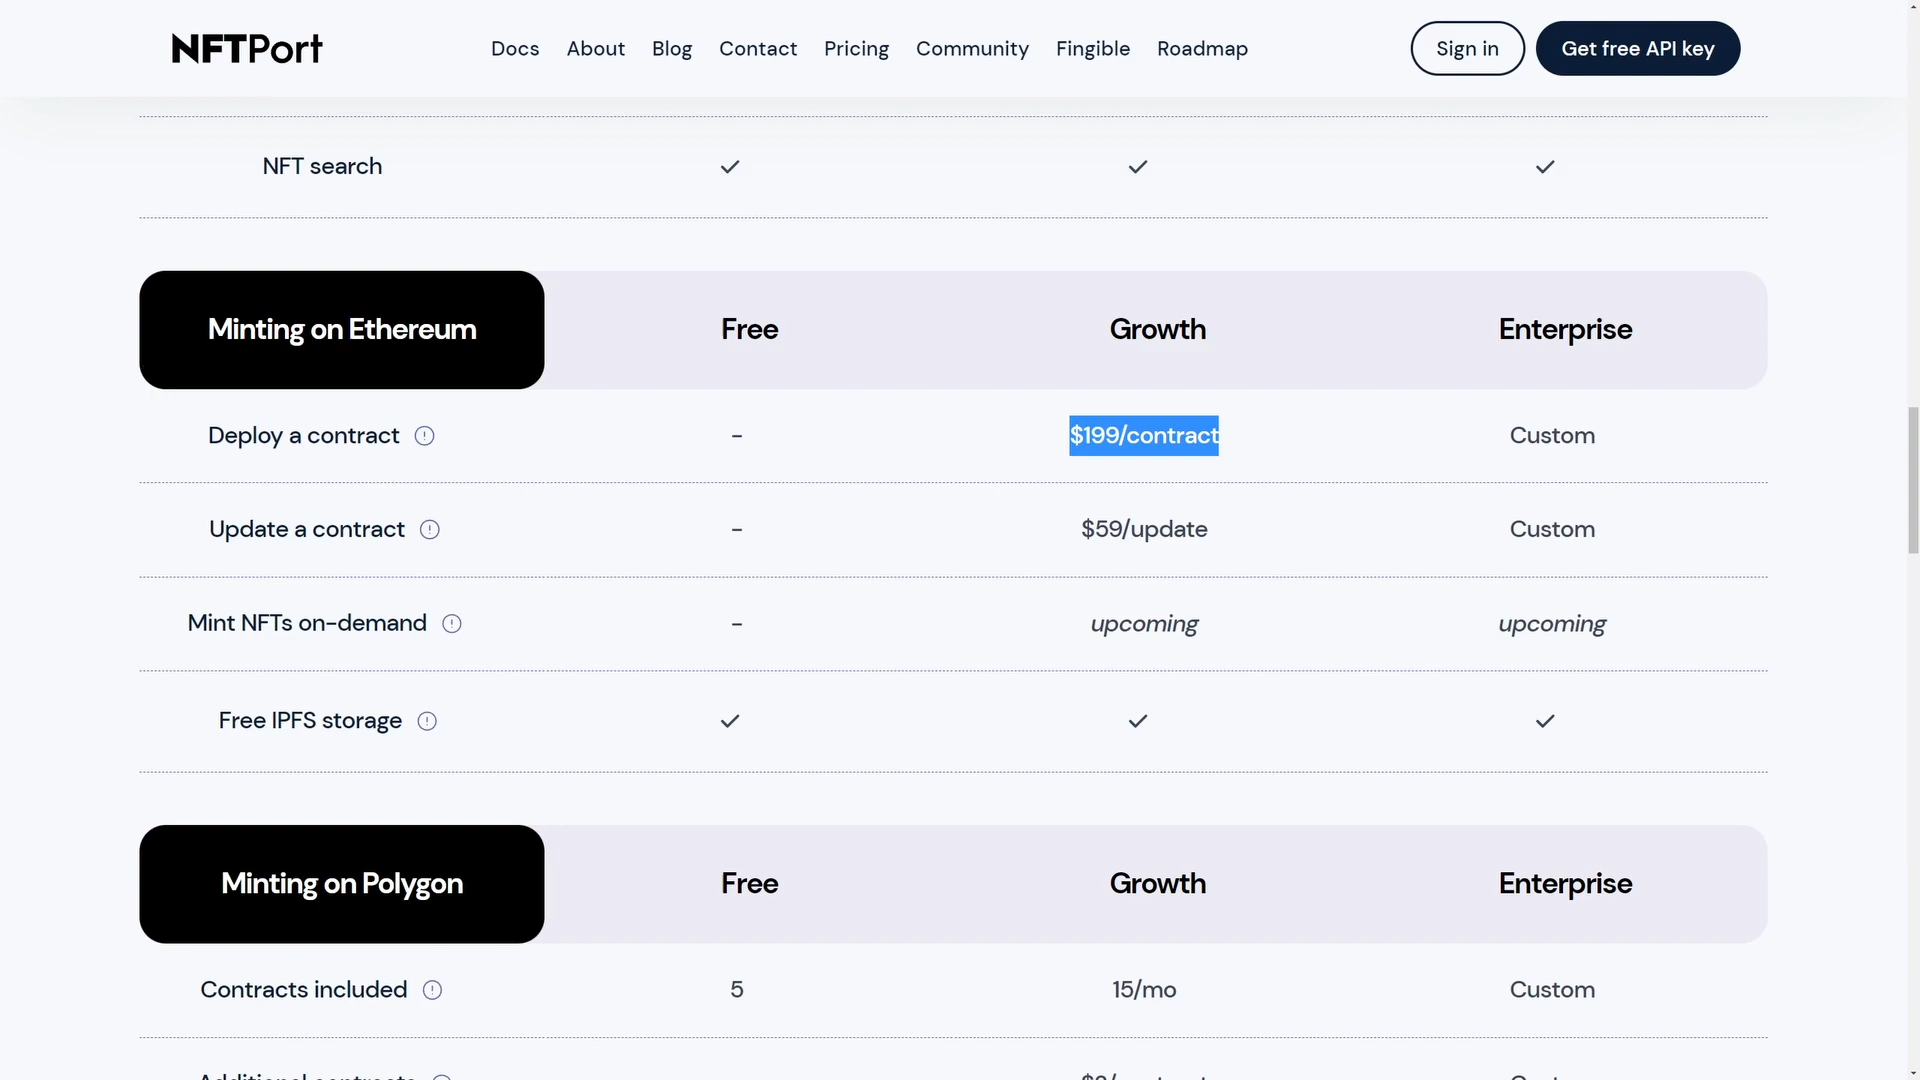 NFTPort
Docs About Blog Contact Pricing Community Fingible Roadmap
Sign in
Get free API key
NFT search
Minting on Ethereum Free Growth Enterprise
Deploy a contract - $199/contract Custom
Update a contract - $59/update Custom
Mint NFTs on-demand - upcoming upcoming
Free IPFS storage
Minting on Polygon Free Growth Enterprise
Contracts included 5 15/mo Custom
Additional contracts